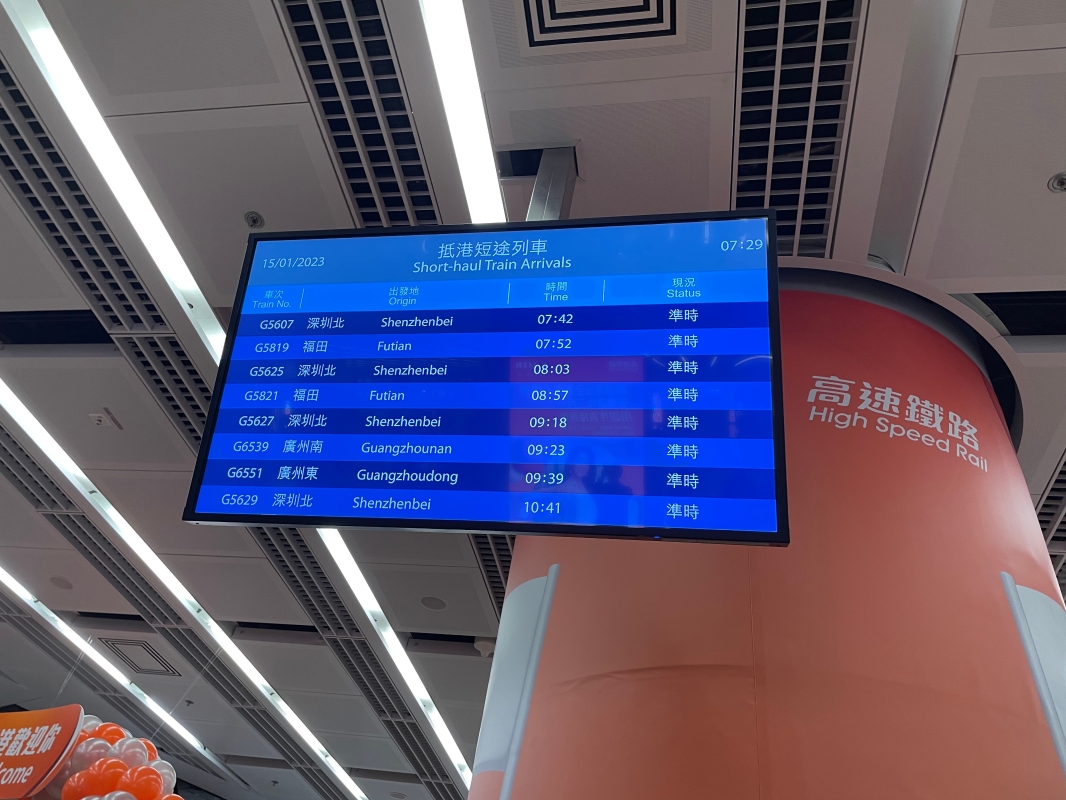 抵港短途列車
15/01/2023 Short-haul Train Arrivals 07:29
車次 出發地 時間 現況
Train No. Origin Time Status
G5607 深圳北 Shenzhenbei 07:42 準時
G5819 福田 Futian 07:52 準時
G5625 深圳北 Shenzhenbei 08:03 準時
G5821 福田 Futian 08:57 準時
G5627 深圳北 Shenzhenbei 09:18 準時
G6539 廣州南 Guangzhounan 09:23 準時
G6551 廣州東 Guangzhoudong 09:39 準時
G5629 深圳北 Shenzhenbei 10:41 準時
高速鐵路
High Speed Rail
港歡迎你
lcome